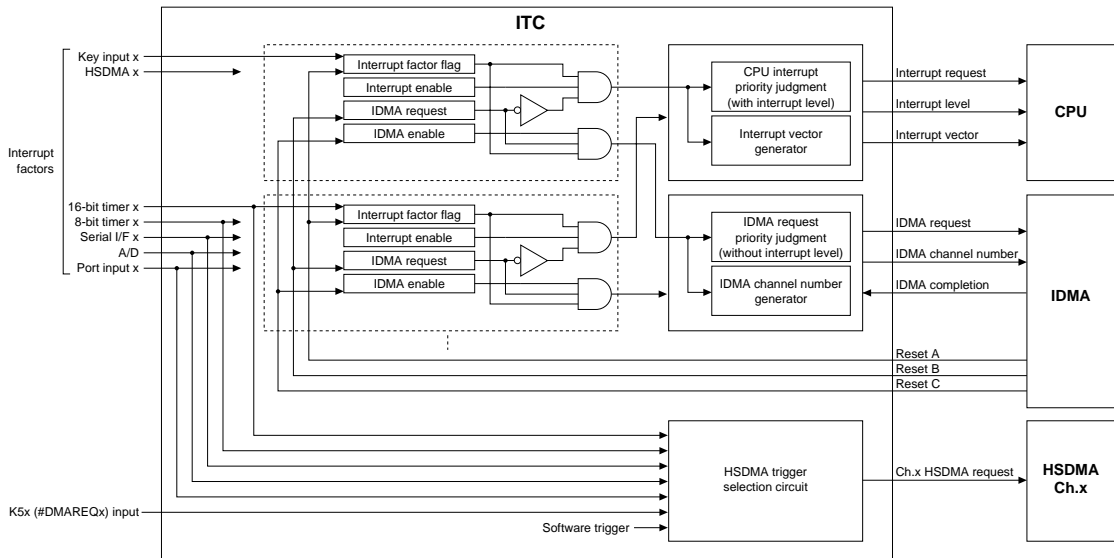 ITC
Key input x
HSDMA x
Interrupt
factors
16-bit timer x
8-bit timer x
Serial I/F x
A/D
Port input x
K5x (#DMAREQx) input
Interrupt factor flag
Interrupt enable
IDMA request
IDMA enable
Interrupt factor flag
Interrupt enable
IDMA request
IDMA enable
CPU interrupt
priority judgment
(with interrupt level)
Interrupt vector
generator
IDMA request
priority judgment
(without interrupt level)
IDMA channel number
generator
HSDMA trigger
selection circuit
Software trigger
Interrupt request
Interrupt level
Interrupt vector
CPU
IDMA request
IDMA channel number
IDMA completion
IDMA
Reset A
Reset B
Reset C
Ch.x HSDMA request
HSDMA
Ch.x